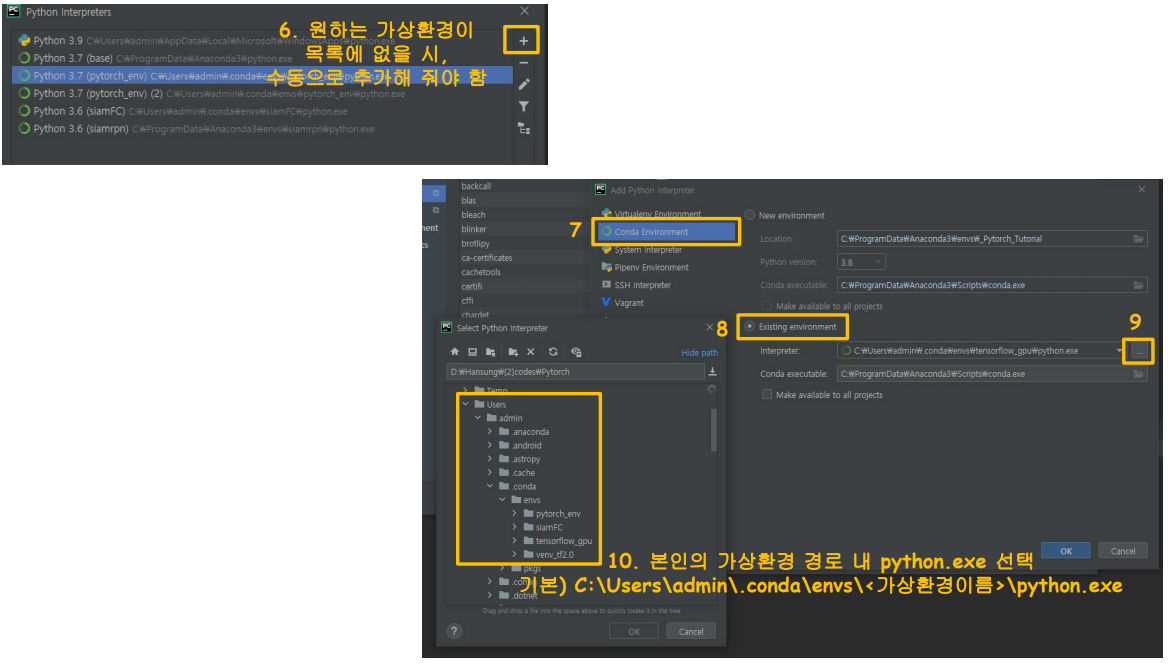 Python Interpreters
6. 원하는 가상환경이
목록에 없을 시,
수동으로 추가해 줘야 함
Python 3.9 C:₩Users₩admin₩AppData₩Local₩Microsoft₩WindowsApps₩python.exe
Python 3.7 (base) C:₩ProgramData₩Anaconda3₩python.exe
Python 3.7 (pytorch_env) C:₩Users₩admin₩.conda₩envs₩pytorch_env₩python.exe
Python 3.7 (pytorch_env) (2) C:₩Users₩admin₩.conda₩envs₩pytorch_env₩python.exe
Python 3.6 (siamFC) C:₩Users₩admin₩.conda₩envs₩siamFC₩python.exe
Python 3.6 (siamrpn) C:₩ProgramData₩Anaconda3₩envs₩siamrpn₩python.exe
ment
ks
backcall
blas
bleach
blinker
brotlipy
ca-certificates
cachetools
certifi
cffi
chardet
Add Python Interpreter
Virtualenv Environment
7
Conda Environment
System Interpreter
Pipenv Environment
SSH Interpreter
Vagrant
New environment
Location: C:₩ProgramData₩Anaconda3₩envs₩_Pytorch_Tutorial
Python version: 3.8
Conda executable: C:₩ProgramData₩Anaconda3₩Scripts₩conda.exe
Make available to all projects
8
Existing environment
9
Interpreter: C:₩Users₩admin₩.conda₩envs₩tensorflow_gpu₩python.exe
...
Conda executable: C:₩ProgramData₩Anaconda3₩Scripts₩conda.exe
Make available to all projects
Select Python Interpreter
Hide path
D:₩Hansung₩[2]codes₩Pytorch
Temp
Users
admin
.anaconda
.android
.astropy
.cache
.conda
envs
pytorch_env
siamFC
tensorflow_gpu
venv_tf2.0
pkgs
.dotnet
Drag and drop a file into the space above to quickly locate it in the tree
? OK Cancel
OK Cancel
10. 본인의 가상환경 경로 내 python.exe 선택
기본) C:\Users\admin\.conda\envs\<가상환경이름>\python.exe